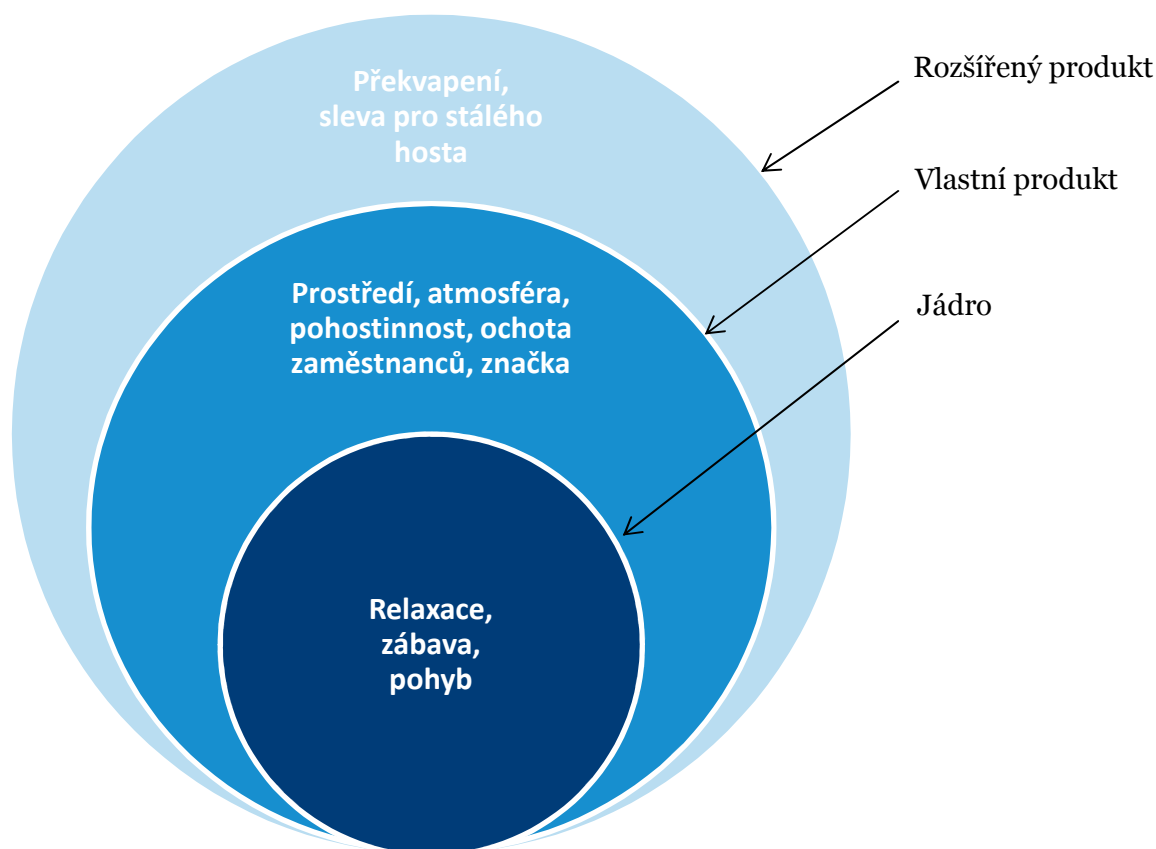 Překvapení,
sleva pro stálého
hosta
Rozšířený produkt
Vlastní produkt
Prostředí, atmosféra,
pohostinnost, ochota
zaměstnanců, značka
Jádro
Relaxace,
zábava,
pohyb